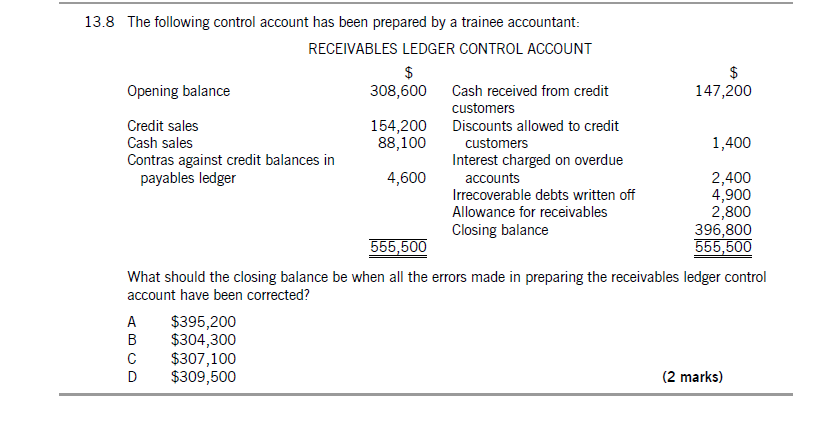 13.8 The following control account has been prepared by a trainee accountant:
RECEIVABLES LEDGER CONTROL ACCOUNT
$ $
Opening balance 308,600 Cash received from credit 147,200
customers
Credit sales 154,200 Discounts allowed to credit
Cash sales 88,100 customers 1,400
Contras against credit balances in Interest charged on overdue
payables ledger 4,600 accounts 2,400
Irrecoverable debts written off 4,900
Allowance for receivables 2,800
Closing balance 396,800
555,500 555,500
What should the closing balance be when all the errors made in preparing the receivables ledger control
account have been corrected?
A $395,200
B $304,300
C $307,100
D $309,500 (2 marks)